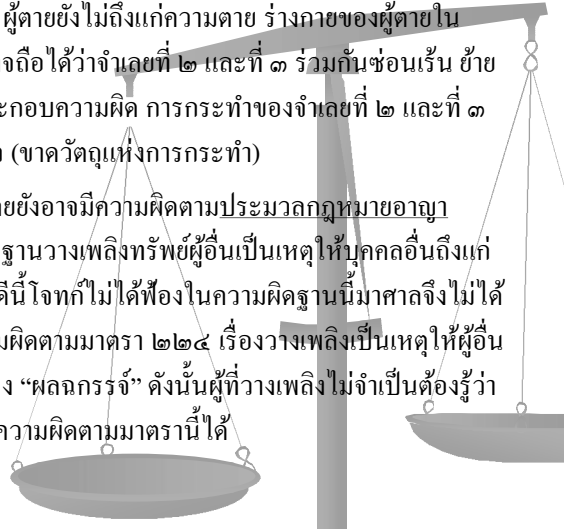 ผู้ตายยังไม่ถึงแก่ความตาย ร่างกายของผู้ตายใน
จถือได้ว่าจำเลยที่ ๒ และที่ ๓ ร่วมกันซ่อนเร้น ย้าย
ะกอบความผิด การกระทำของจำเลยที่ ๒ และที่ ๓
(ขาดวัตถุแห่งการกระทำ)
ยยังอาจมีความผิดตามประมวลกฎหมายอาญา
ฐานวางเพลิงทรัพย์ผู้อื่นเป็นเหตุให้บุคคลอื่นถึงแก่
ดีนี้โจทก์ไม่ได้ฟ้องในความผิดฐานนี้มาศาลจึงไม่ได้
มผิดตามมาตรา ๒๒๔ เรื่องวางเพลิงเป็นเหตุให้ผู้อื่น
ง “ผลฉกรรจ์” ดังนั้นผู้ที่วางเพลิงไม่จำเป็นต้องรู้ว่า
ความผิดตามมาตรานี้ได้